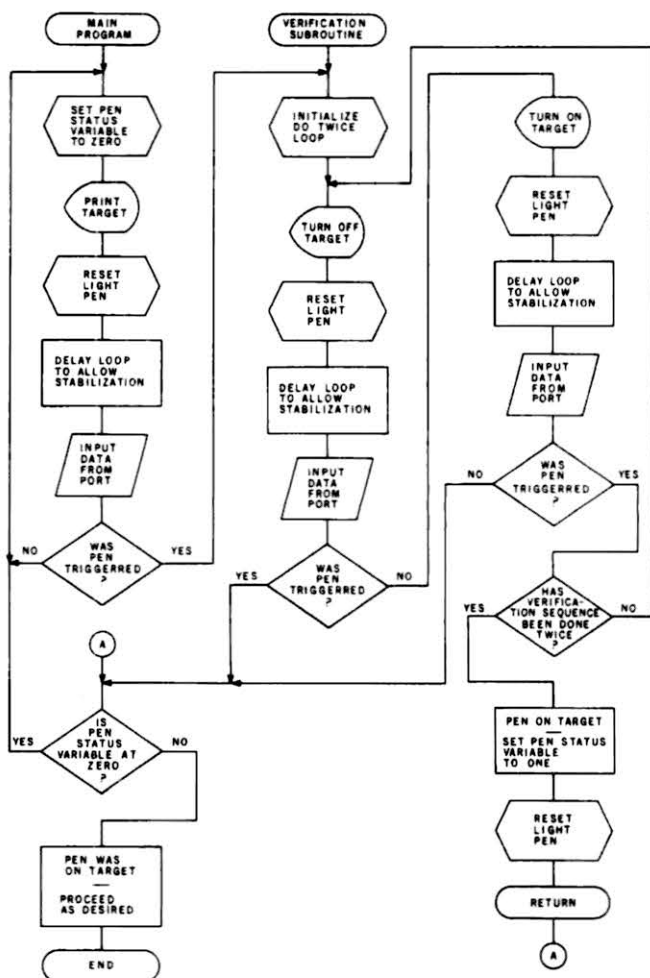 MAIN
PROGRAM
SET PEN
STATUS
VARIABLE
TO ZERO
PRINT
TARGET
RESET
LIGHT
PEN
DELAY LOOP
TO ALLOW
STABILIZATION
INPUT
DATA
FROM
PORT
NO
WAS
PEN
TRIGGERRED
?
YES
A
YES
IS
PEN
STATUS
VARIABLE AT
ZERO
?
NO
PEN WAS
ON TARGET
—
PROCEED
AS DESIRED
END
VERIFICATION
SUBROUTINE
INITIALIZE
DO TWICE
LOOP
TURN OFF
TARGET
RESET
LIGHT
PEN
DELAY LOOP
TO ALLOW
STABILIZATION
INPUT
DATA
FROM
PORT
YES
WAS
PEN
TRIGGERRED
?
NO
TURN ON
TARGET
RESET
LIGHT
PEN
DELAY LOOP
TO ALLOW
STABILIZATION
INPUT
DATA
FROM
PORT
NO
WAS
PEN
TRIGGERRED
?
YES
YES
HAS
VERIFICA-
TION SEQUENCE
BEEN DONE
TWICE
?
NO
PEN ON TARGET
—
SET PEN STATUS
VARIABLE
TO ONE
RESET
LIGHT
PEN
RETURN
A